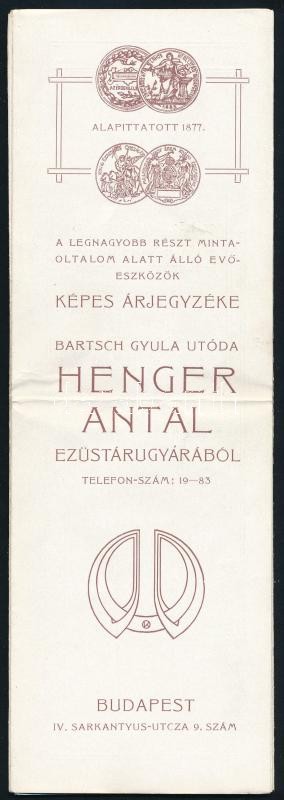 ALAPITTATOTT 1877.
A LEGNAGYOBB RÉSZT MINTA-
OLTALOM ALATT ÁLLÓ EVŐ-
ESZKÖZÖK
KÉPES ÁRJEGYZÉKE
BARTSCH GYULA UTÓDA
HENGER
ANTAL
EZÜSTÁRUGYÁRÁBÓL
TELEFON-SZÁM: 19—83
BUDAPEST
IV. SARKANTYUS-UTCZA 9. SZÁM